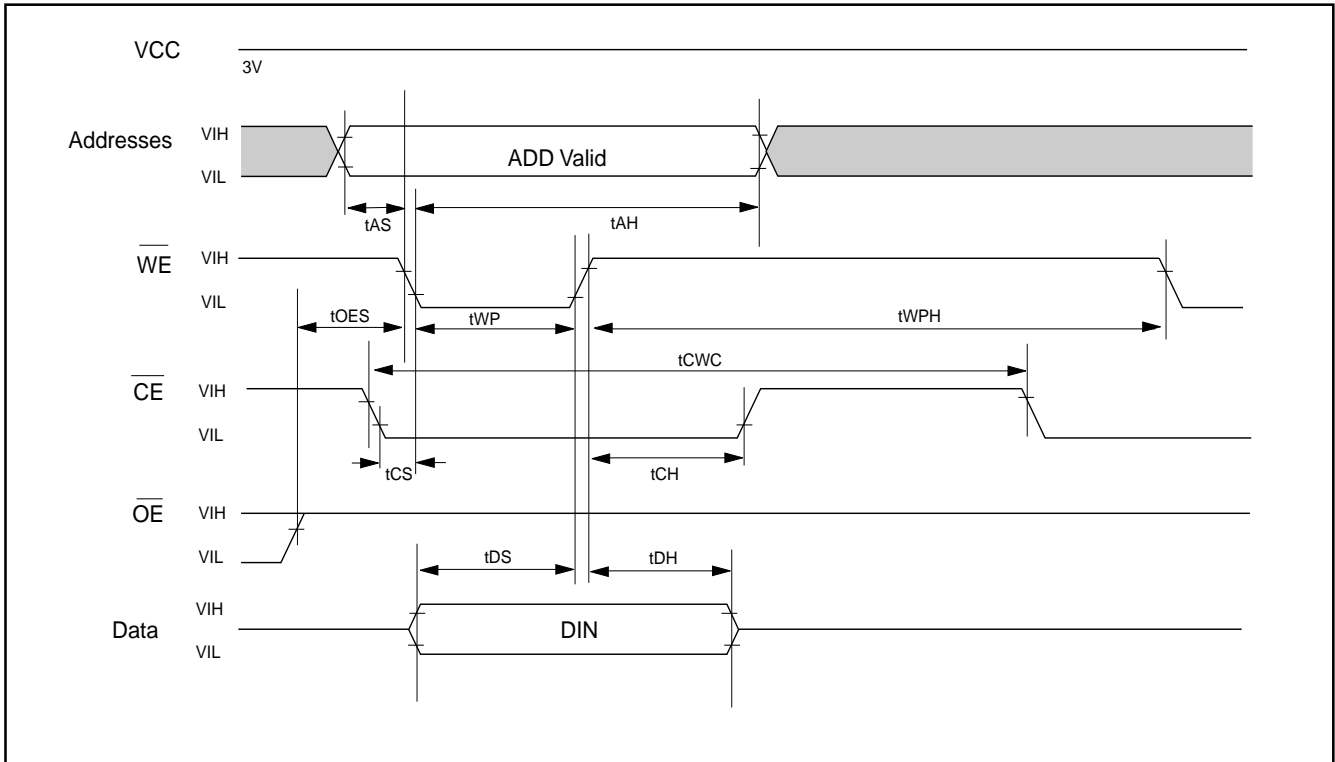 VCC
3V
Addresses VIH
VIL
ADD Valid
tAS
tAH
WE VIH
VIL
tOES
tWP
tWPH
tCWC
CE VIH
VIL
tCS
tCH
OE VIH
VIL
tDS
tDH
VIH
Data
DIN
VIL